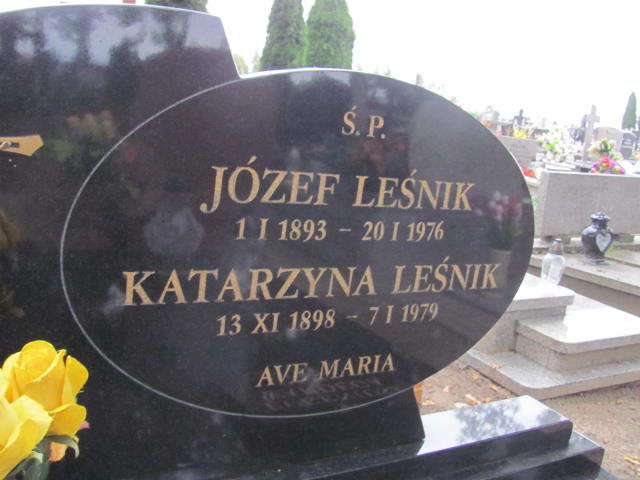 Ś. P.
JÓZEF LEŚNIK
1 I 1893 – 20 I 1976
KATARZYNA LEŚNIK
13 XI 1898 – 7 I 1979
AVE MARIA